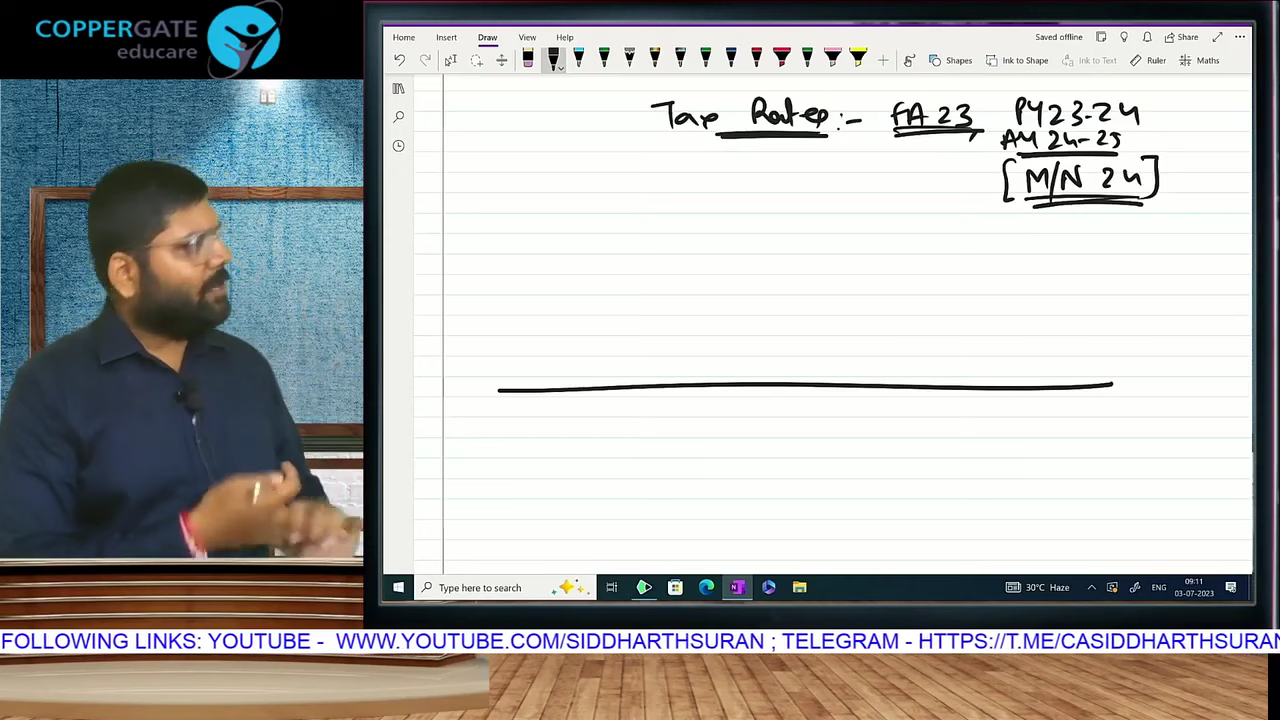 COPPERGATE
educare
Home Insert Draw View Help
Saved offline
Share
Shapes
Ink to Shape
Ink to Text
Ruler
Maths
Tax Rates :- FA 23 PY 23-24
AY 24-25
[M/N 24]
Type here to search
30°C Haze
ENG
09:11
03-07-2023
FOLLOWING LINKS: YOUTUBE - WWW.YOUTUBE.COM/SIDDHARTHSURAN ; TELEGRAM - HTTPS://T.ME/CASIDDHARTHSURAN